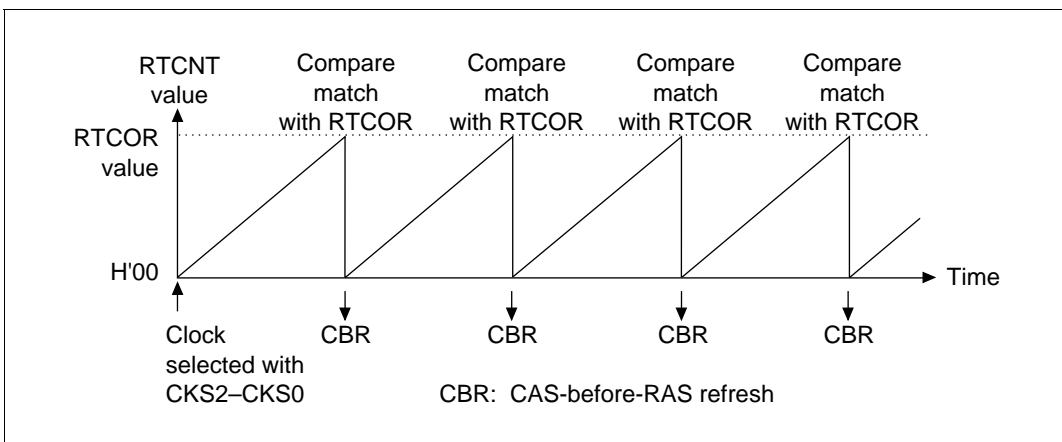 RTCNT
value
Compare
match
with RTCOR
Compare
match
with RTCOR
Compare
match
with RTCOR
Compare
match
with RTCOR
RTCOR
value
H'00
Time
Clock
selected with
CKS2–CKS0
CBR
CBR
CBR
CBR
CBR: CAS-before-RAS refresh